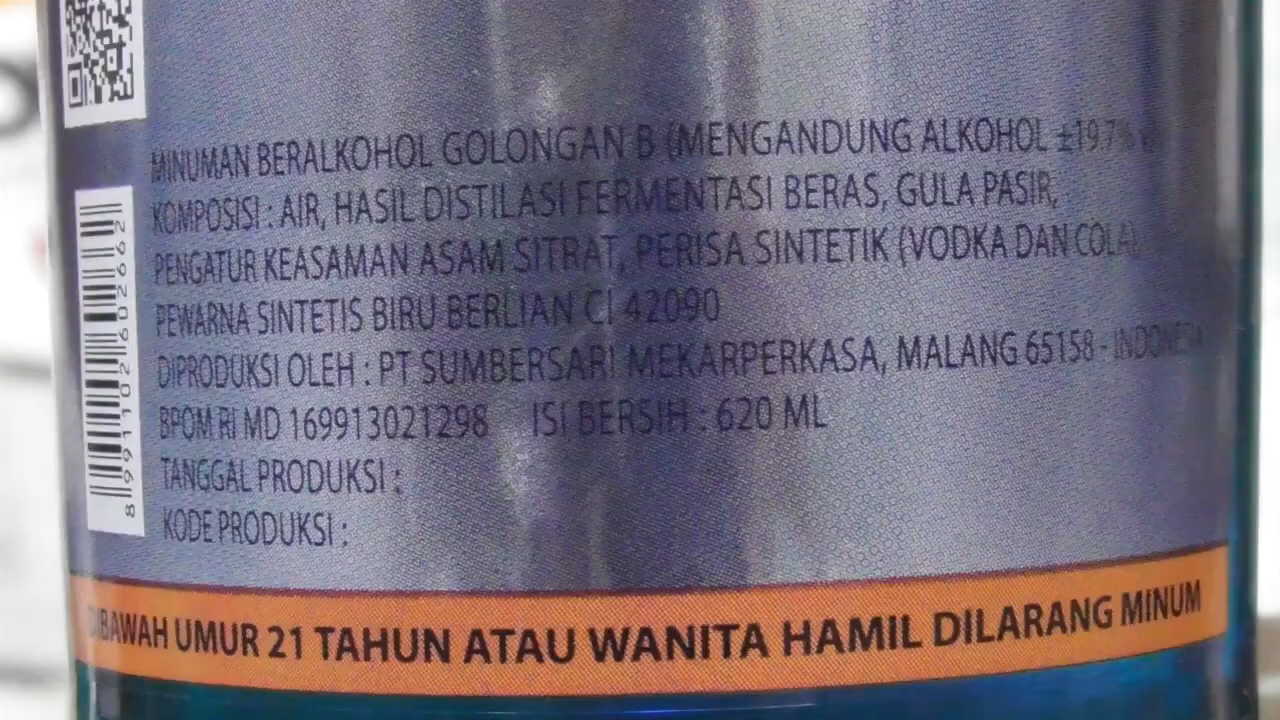 MINUMAN BERALKOHOL GOLONGAN B (MENGANDUNG ALKOHOL ±19.7%
KOMPOSISI : AIR, HASIL DISTILASI FERMENTASI BERAS, GULA PASIR,
PENGATUR KEASAMAN ASAM SITRAT, PERISA SINTETIK (VODKA DAN COLA),
PEWARNA SINTETIS BIRU BERLIAN CI 42090
DIPRODUKSI OLEH : PT SUMBERSARI MEKARPERKASA, MALANG 65158 - INDONESIA
BPOM RI MD 169913021298 ISI BERSIH : 620 ML
TANGGAL PRODUKSI :
KODE PRODUKSI :
8991102602662
DIBAWAH UMUR 21 TAHUN ATAU WANITA HAMIL DILARANG MINUM